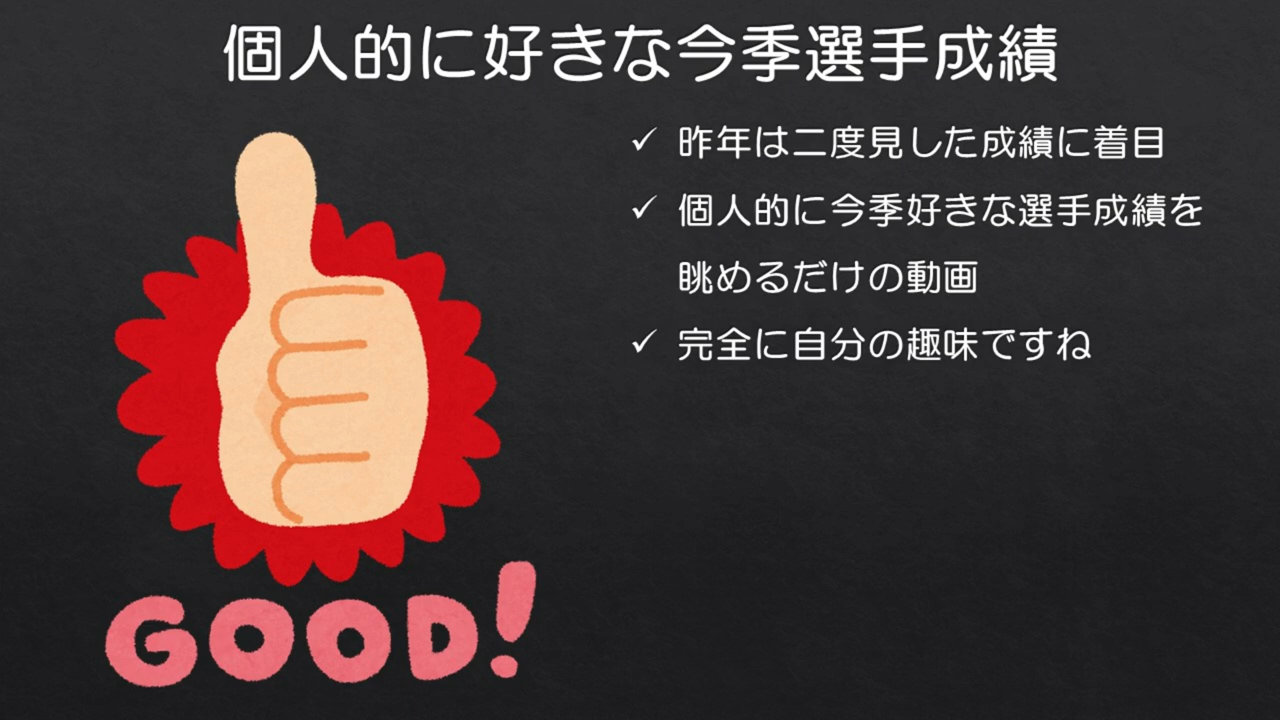 個人的に好きな今季選手成績
✓ 昨年は二度見した成績に着目
✓ 個人的に今季好きな選手成績を
眺めるだけの動画
✓ 完全に自分の趣味ですね
GOOD!